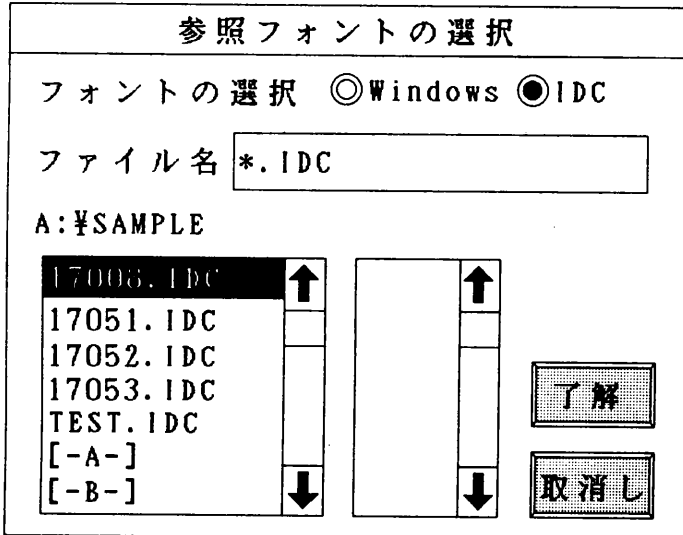 参照フォントの選択
フォントの選択 ◎Windows ◉IDC
ファイル名 *.IDC
A:¥SAMPLE
17051.IDC
17052.IDC
17053.IDC
TEST.IDC
[-A-]
[-B-]
了解
取消し